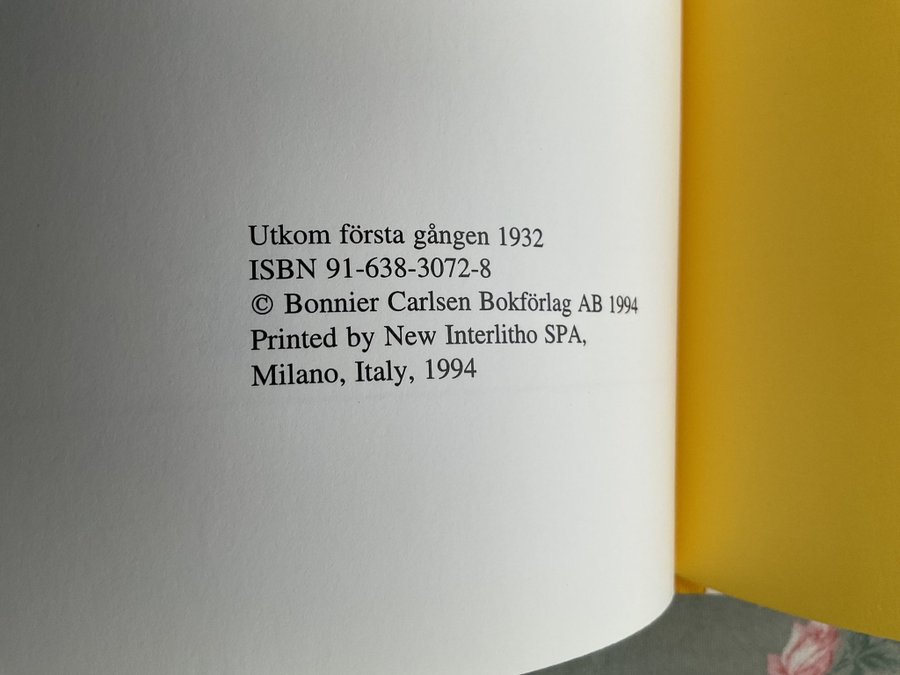 Utkom första gången 1932
ISBN 91-638-3072-8
© Bonnier Carlsen Bokförlag AB 1994
Printed by New Interlitho SPA,
Milano, Italy, 1994